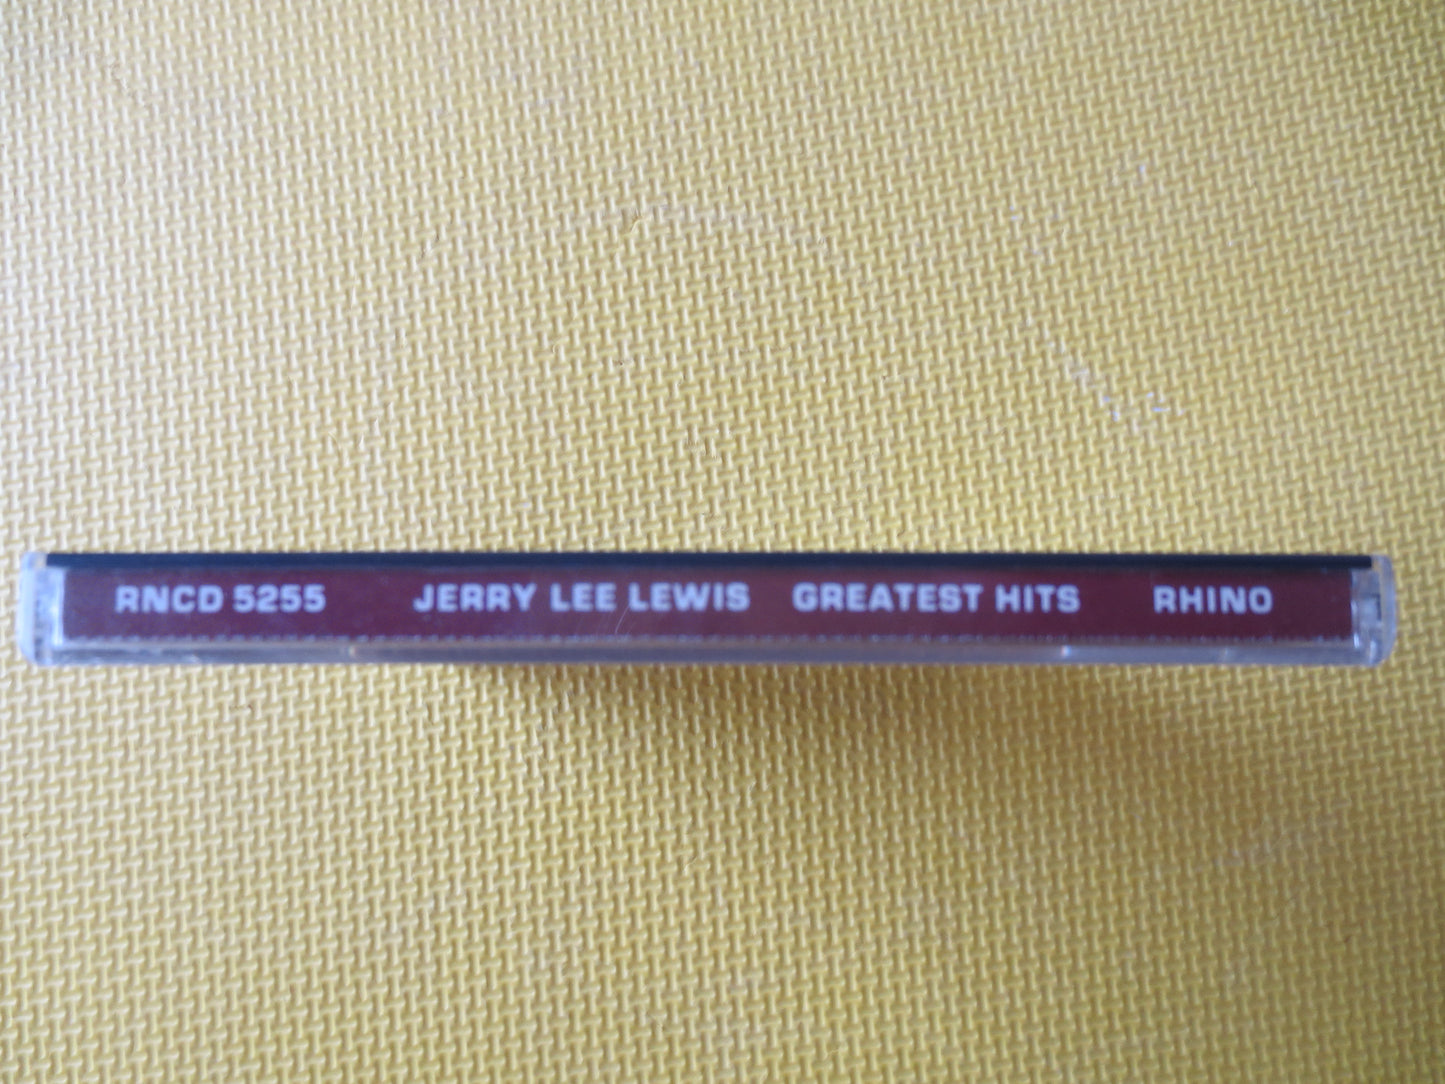 RNCD 5255 JERRY LEE LEWIS GREATEST HITS RHINO